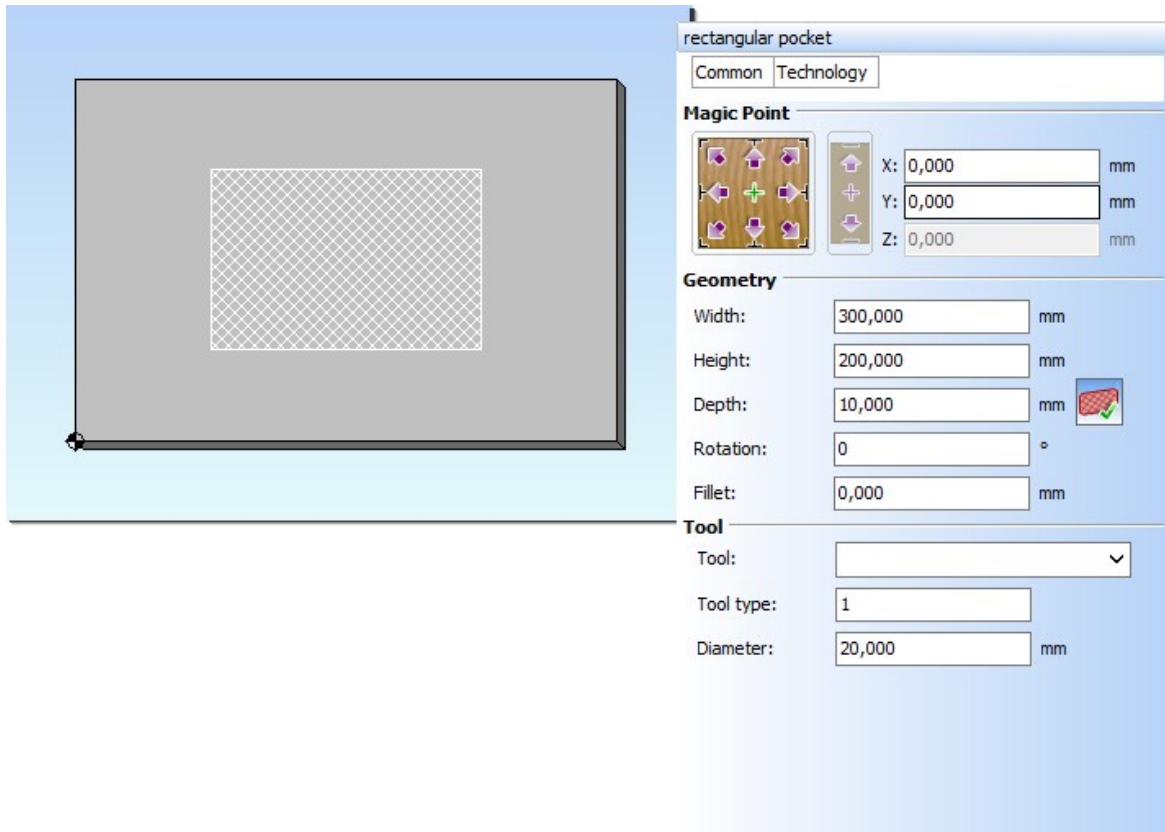 rectangular pocket
Common Technology
Magic Point
X: 0,000 mm
Y: 0,000 mm
Z: 0,000 mm
Geometry
Width: 300,000 mm
Height: 200,000 mm
Depth: 10,000 mm
Rotation: 0 °
Fillet: 0,000 mm
Tool
Tool:
Tool type: 1
Diameter: 20,000 mm